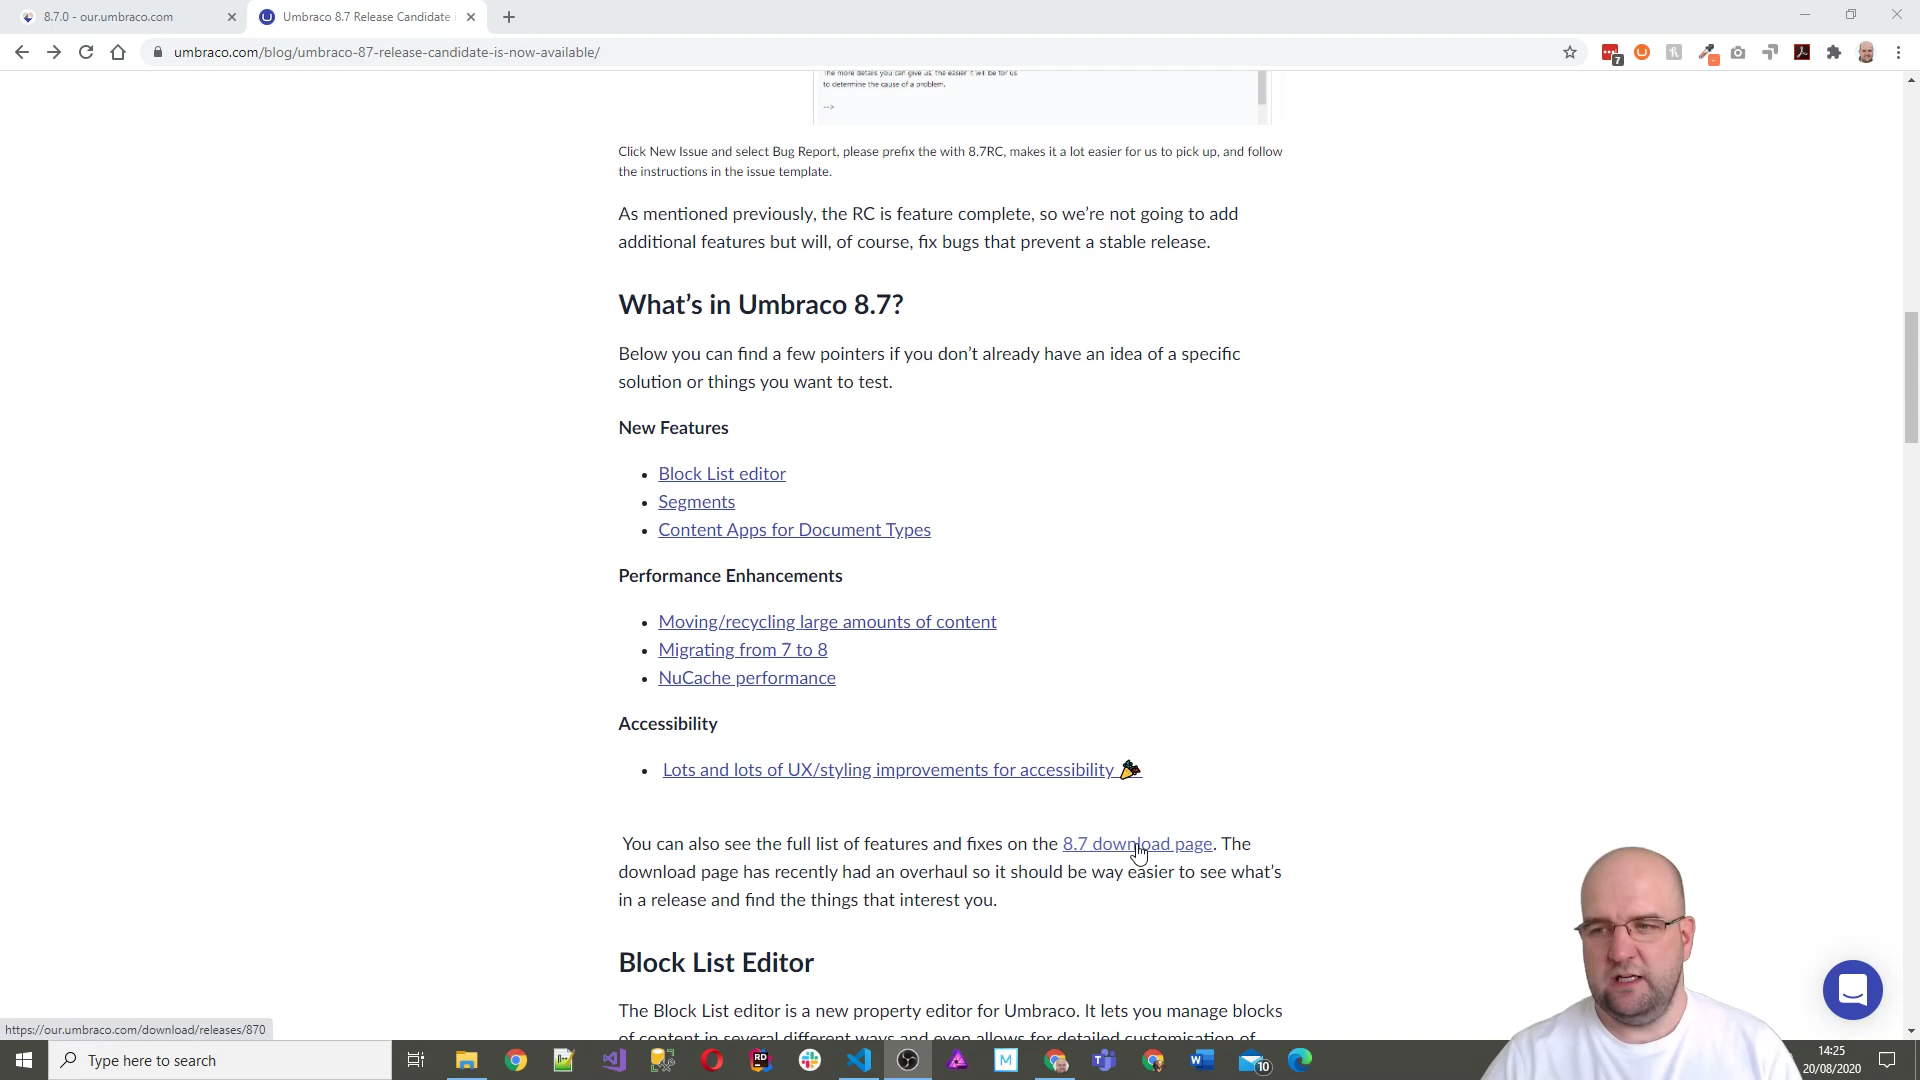 8.7.0 - our.umbraco.com
Umbraco 8.7 Release Candidate i
umbraco.com/blog/umbraco-87-release-candidate-is-now-available/
7
The more details you can give us, the easier it will be for us
to determine the cause of a problem.
-->
Click New Issue and select Bug Report, please prefix the with 8.7RC, makes it a lot easier for us to pick up, and follow
the instructions in the issue template.
As mentioned previously, the RC is feature complete, so we’re not going to add
additional features but will, of course, fix bugs that prevent a stable release.
What’s in Umbraco 8.7?
Below you can find a few pointers if you don’t already have an idea of a specific
solution or things you want to test.
New Features
• Block List editor
• Segments
• Content Apps for Document Types
Performance Enhancements
• Moving/recycling large amounts of content
• Migrating from 7 to 8
• NuCache performance
Accessibility
• Lots and lots of UX/styling improvements for accessibility 🎉
You can also see the full list of features and fixes on the 8.7 download page. The
download page has recently had an overhaul so it should be way easier to see what’s
in a release and find the things that interest you.
Block List Editor
The Block List editor is a new property editor for Umbraco. It lets you manage blocks
of content in several different ways and even allows for detailed customisation of
https://our.umbraco.com/download/releases/870
Type here to search
RD
M
10
14:25
20/08/2020